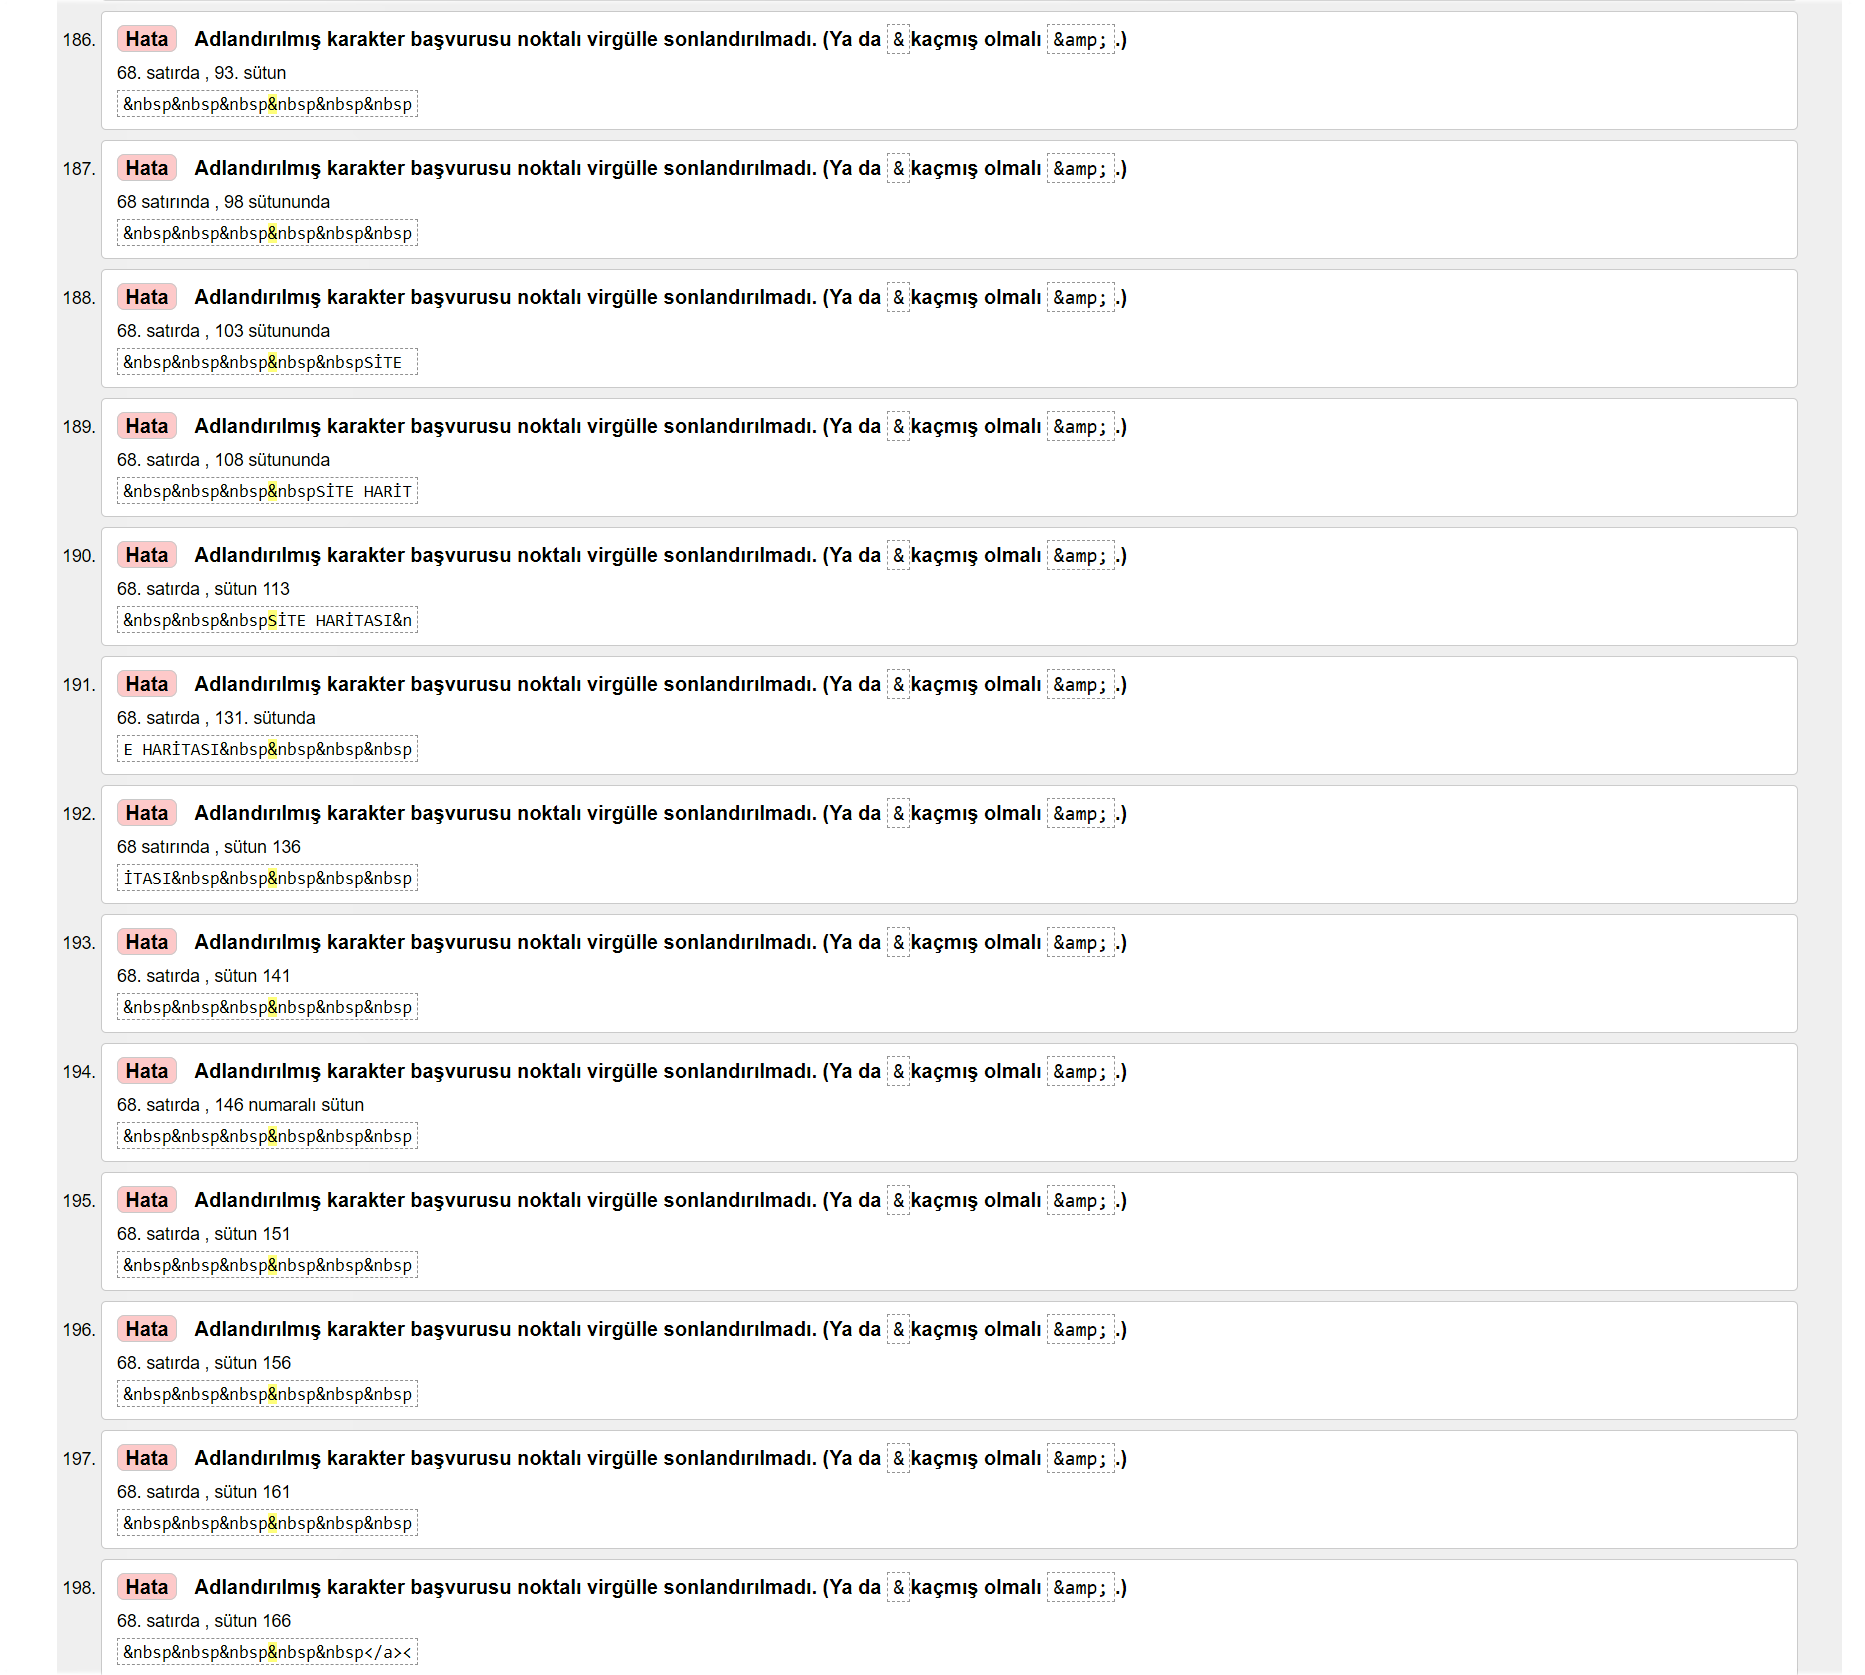 186. Hata Adlandırılmış karakter başvurusu noktalı virgülle sonlandırılmadı. (Ya da & kaçmış olmalı &amp; .)
68. satırda , 93. sütun
&nbsp&nbsp&nbsp&nbsp&nbsp&nbsp
187. Hata Adlandırılmış karakter başvurusu noktalı virgülle sonlandırılmadı. (Ya da & kaçmış olmalı &amp; .)
68 satırında , 98 sütununda
&nbsp&nbsp&nbsp&nbsp&nbsp&nbsp
188. Hata Adlandırılmış karakter başvurusu noktalı virgülle sonlandırılmadı. (Ya da & kaçmış olmalı &amp; .)
68. satırda , 103 sütununda
&nbsp&nbsp&nbsp&nbsp&nbspSİTE
189. Hata Adlandırılmış karakter başvurusu noktalı virgülle sonlandırılmadı. (Ya da & kaçmış olmalı &amp; .)
68. satırda , 108 sütununda
&nbsp&nbsp&nbsp&nbspSİTE HARİT
190. Hata Adlandırılmış karakter başvurusu noktalı virgülle sonlandırılmadı. (Ya da & kaçmış olmalı &amp; .)
68. satırda , sütun 113
&nbsp&nbsp&nbspSİTE HARİTASI&n
191. Hata Adlandırılmış karakter başvurusu noktalı virgülle sonlandırılmadı. (Ya da & kaçmış olmalı &amp; .)
68. satırda , 131. sütunda
E HARİTASI&nbsp&nbsp&nbsp&nbsp
192. Hata Adlandırılmış karakter başvurusu noktalı virgülle sonlandırılmadı. (Ya da & kaçmış olmalı &amp; .)
68 satırında , sütun 136
İTASI&nbsp&nbsp&nbsp&nbsp&nbsp
193. Hata Adlandırılmış karakter başvurusu noktalı virgülle sonlandırılmadı. (Ya da & kaçmış olmalı &amp; .)
68. satırda , sütun 141
&nbsp&nbsp&nbsp&nbsp&nbsp&nbsp
194. Hata Adlandırılmış karakter başvurusu noktalı virgülle sonlandırılmadı. (Ya da & kaçmış olmalı &amp; .)
68. satırda , 146 numaralı sütun
&nbsp&nbsp&nbsp&nbsp&nbsp&nbsp
195. Hata Adlandırılmış karakter başvurusu noktalı virgülle sonlandırılmadı. (Ya da & kaçmış olmalı &amp; .)
68. satırda , sütun 151
&nbsp&nbsp&nbsp&nbsp&nbsp&nbsp
196. Hata Adlandırılmış karakter başvurusu noktalı virgülle sonlandırılmadı. (Ya da & kaçmış olmalı &amp; .)
68. satırda , sütun 156
&nbsp&nbsp&nbsp&nbsp&nbsp&nbsp
197. Hata Adlandırılmış karakter başvurusu noktalı virgülle sonlandırılmadı. (Ya da & kaçmış olmalı &amp; .)
68. satırda , sütun 161
&nbsp&nbsp&nbsp&nbsp&nbsp&nbsp
198. Hata Adlandırılmış karakter başvurusu noktalı virgülle sonlandırılmadı. (Ya da & kaçmış olmalı &amp; .)
68. satırda , sütun 166
&nbsp&nbsp&nbsp&nbsp&nbsp</a><